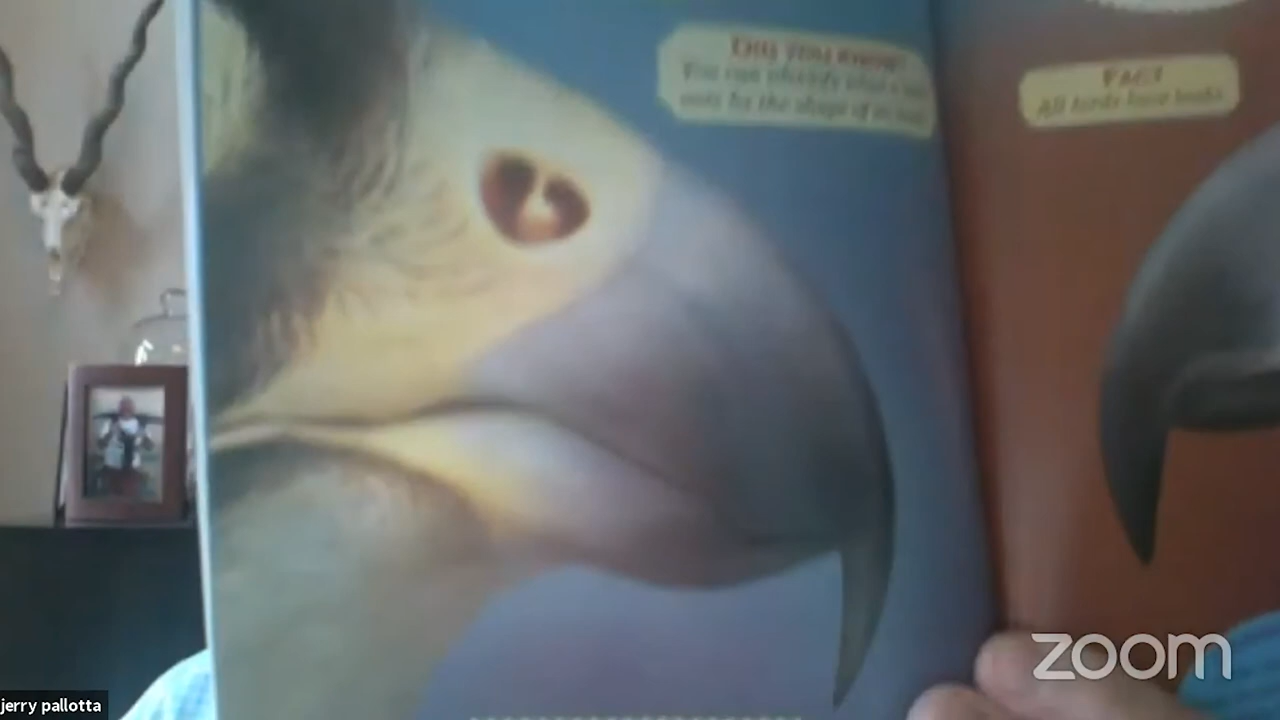 DID YOU KNOW?
You can identify what a bird
eats by the shape of its beak.
FACT
All birds have beaks.
zoom
jerry pallotta